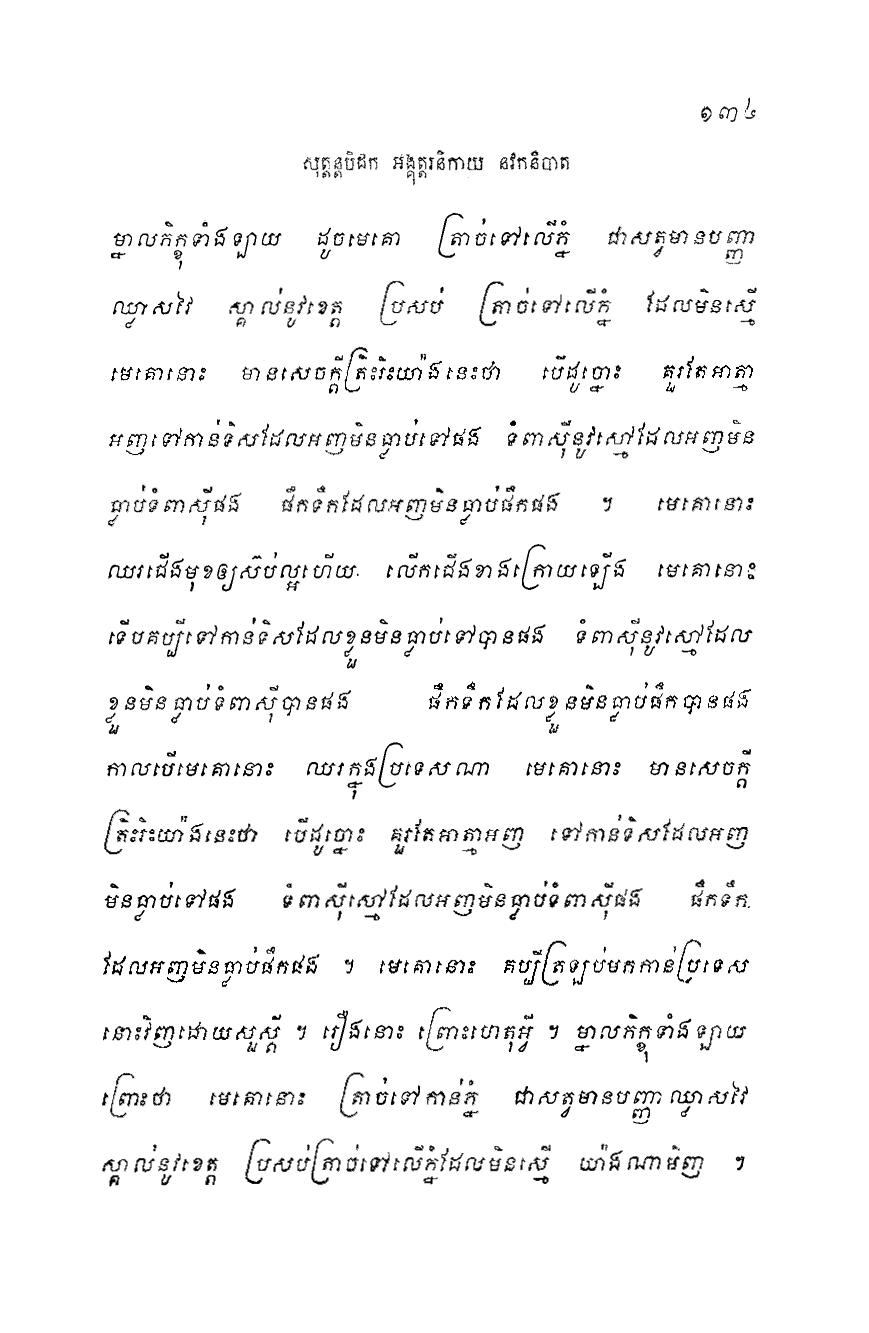 ១៣៤
សុត្តន្តបិដក អង្គុត្តរនិកាយ នវកនិបាត
ម្នាលភិក្ខុទាំងឡាយ ដូចមេគោ ត្រាច់ទៅលើភ្នំ ជាសត្វមានបញ្ញា
ឈ្លាសវៃ ស្គាល់នូវខេត្ត ប្រសប់ ត្រាច់ទៅលើភ្នំ ដែលមិនស្មើ
មេគោនោះ មានសេចក្តីត្រិះរិះយ៉ាងនេះថា បើដូច្នោះ គួរតែអាត្មា
អញទៅកាន់ទិសដែលអញមិនធ្លាប់ទៅផង ទំពាស៊ីនូវស្មៅដែលអញមិន
ធ្លាប់ទំពាស៊ីផង ផឹកទឹកដែលអញមិនធ្លាប់ផឹកផង ។ មេគោនោះ
ឈរជើងមុខឲ្យស៊ប់ល្អហើយ លើកជើងខាងក្រោយឡើង មេគោនោះ
ទើបគប្បីទៅកាន់ទិសដែលខ្លួនមិនធ្លាប់ទៅបានផង ទំពាស៊ីនូវស្មៅដែល
ខ្លួនមិនធ្លាប់ទំពាស៊ីបានផង ផឹកទឹកដែលខ្លួនមិនធ្លាប់ផឹកបានផង
កាលបើមេគោនោះ ឈរក្នុងប្រទេសណា មេគោនោះ មានសេចក្តី
ត្រិះរិះយ៉ាងនេះថា បើដូច្នោះ គួរតែអាត្មាអញ ទៅកាន់ទិសដែលអញ
មិនធ្លាប់ទៅផង ទំពាស៊ីស្មៅដែលអញមិនធ្លាប់ទំពាស៊ីផង ផឹកទឹក
ដែលអញមិនធ្លាប់ផឹកផង ។ មេគោនោះ គប្បីត្រឡប់មកកាន់ប្រទេស
នោះវិញដោយសួស្តី ។ រឿងនោះ ព្រោះហេតុអ្វី ។ ម្នាលភិក្ខុទាំងឡាយ
ព្រោះថា មេគោនោះ ត្រាច់ទៅកាន់ភ្នំ ជាសត្វមានបញ្ញា ឈ្លាសវៃ
ស្គាល់នូវខេត្ត ប្រសប់ត្រាច់ទៅលើភ្នំដែលមិនស្មើ យ៉ាងណាមិញ ។